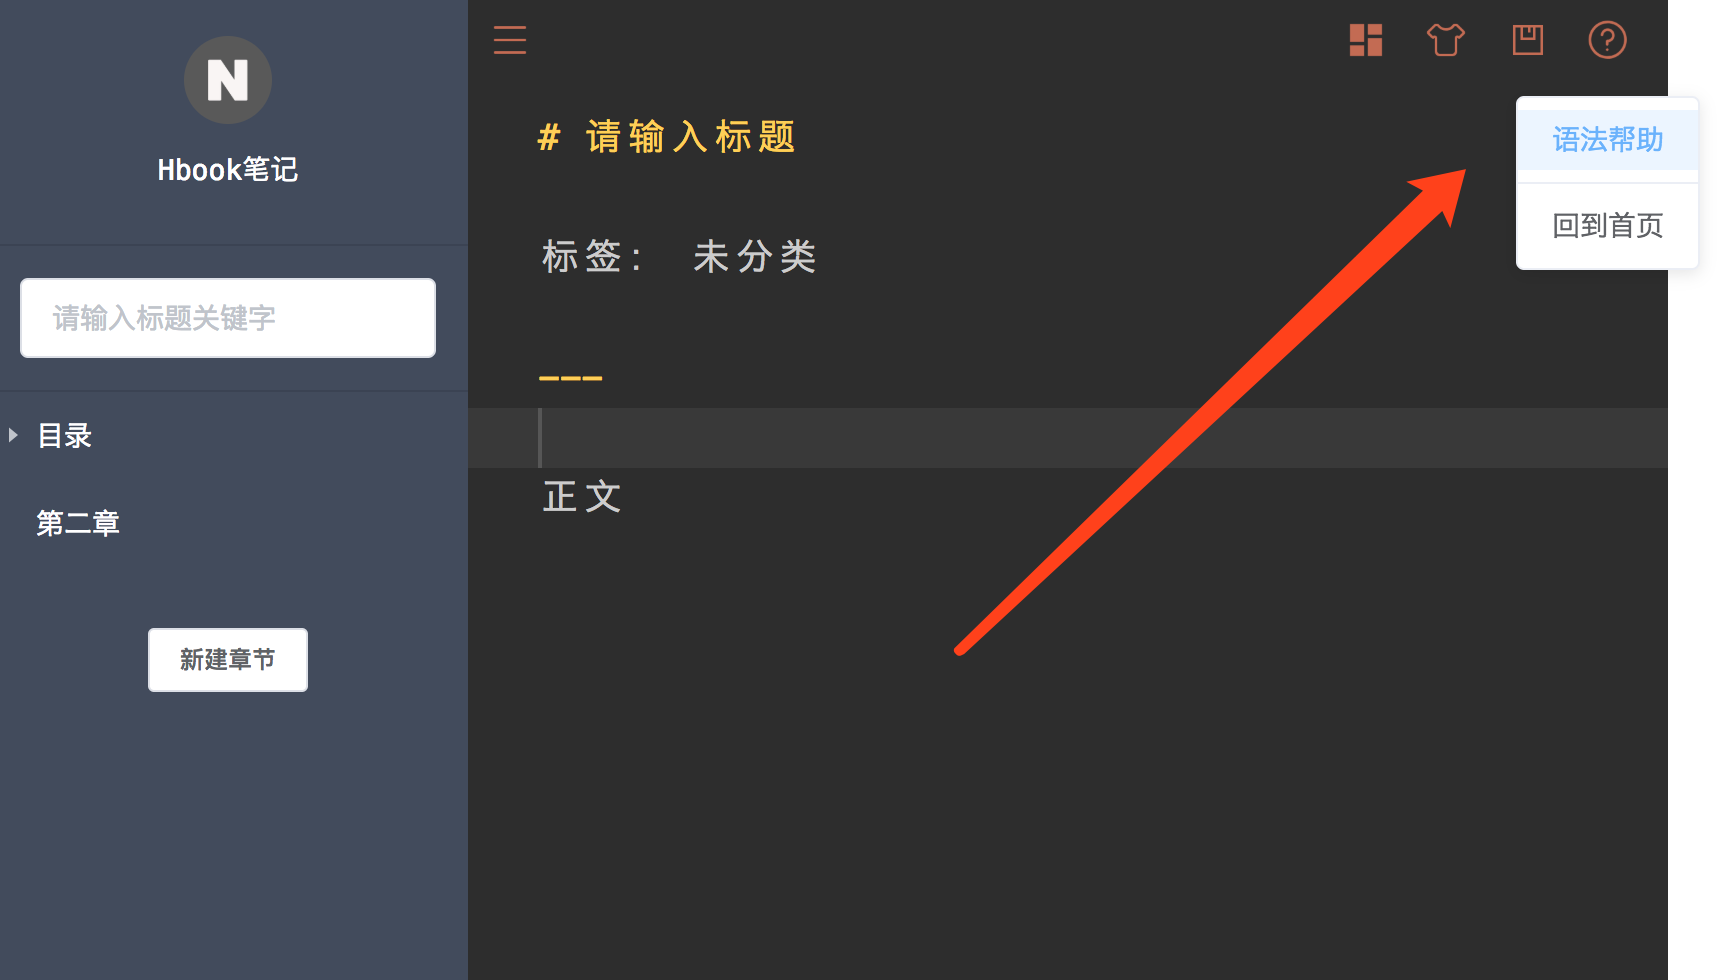 N
Hbook笔记
请输入标题关键字
目录
第二章
新建章节
# 请输入标题
标签: 未分类
---
正文
?
语法帮助
回到首页